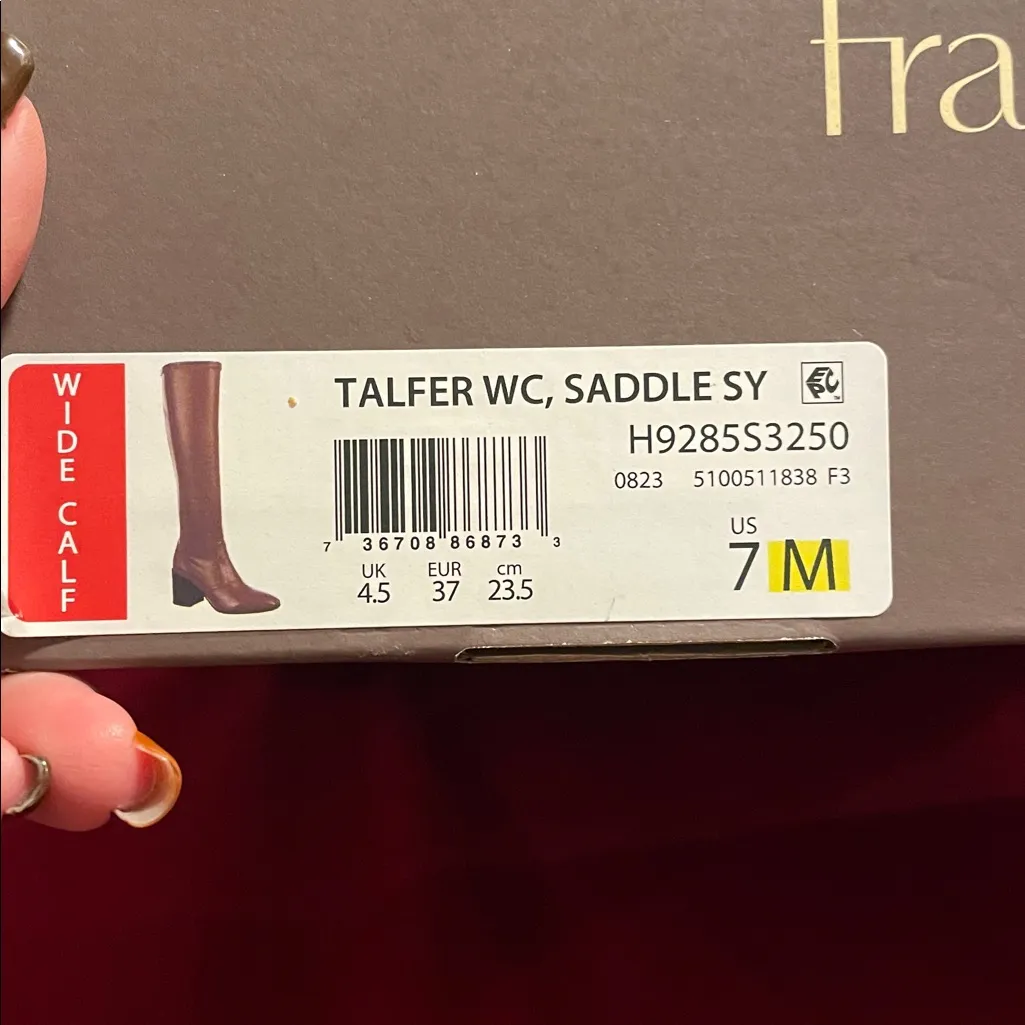 fra
WIDE CALF
TALFER WC, SADDLE SY
EPC
H9285S3250
0823 5100511838 F3
7 36708 86873 3
UK EUR cm
4.5 37 23.5
US
7 M